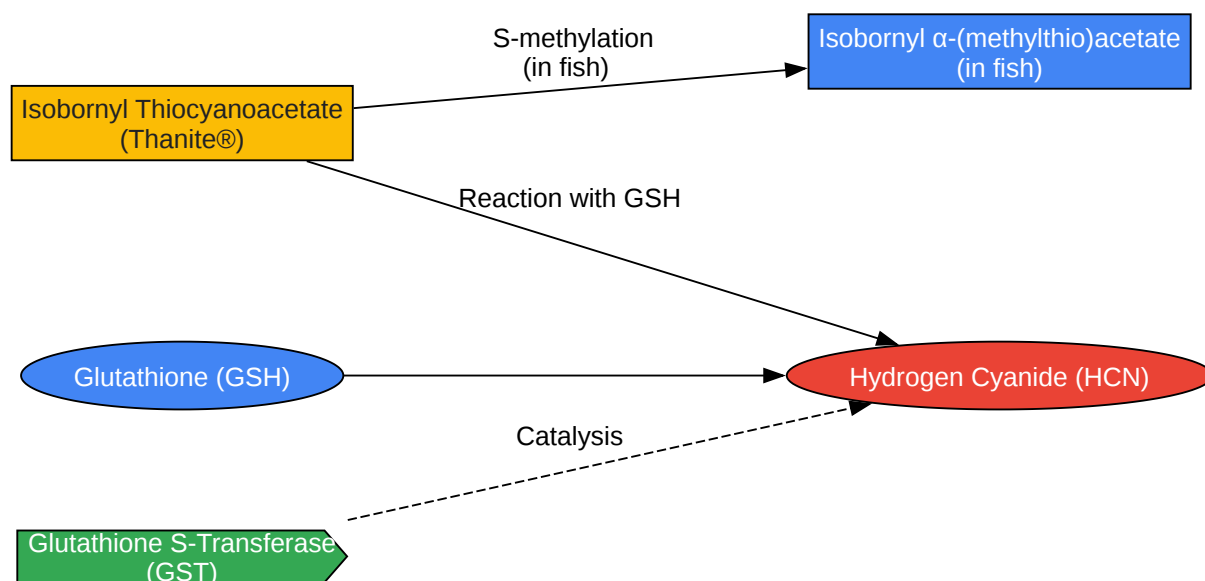 S-methylation
(in fish)
Isobornyl α-(methylthio)acetate
(in fish)
Isobornyl Thiocyanoacetate
(Thanite®)
Reaction with GSH
Glutathione (GSH)
Hydrogen Cyanide (HCN)
Catalysis
Glutathione S-Transferase
(GST)